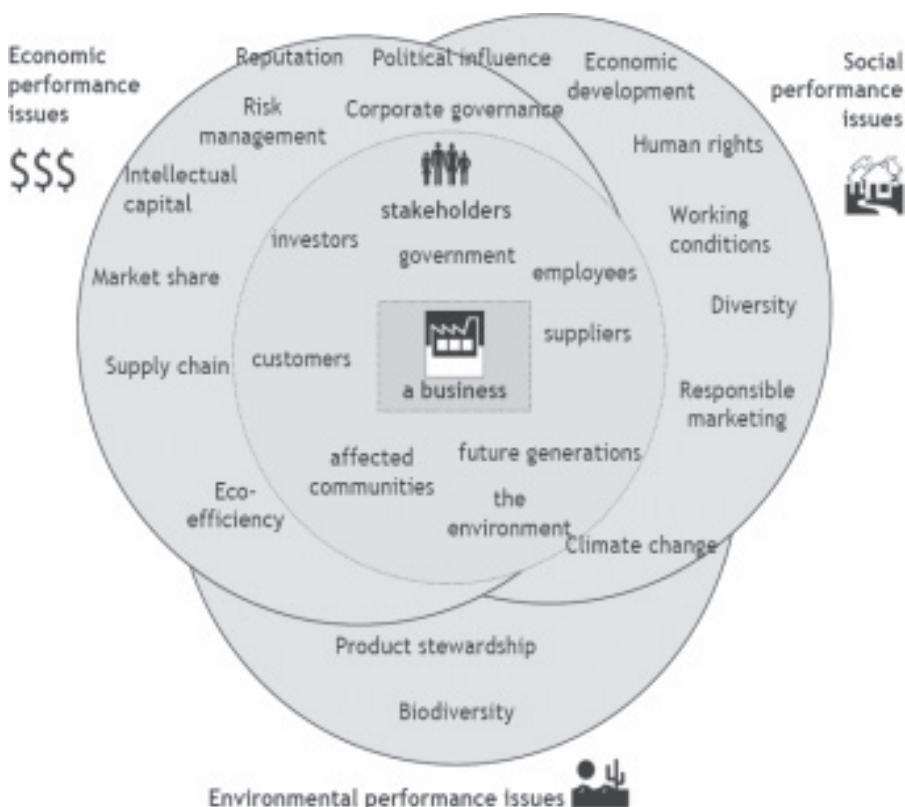 Economic
performance
issues
$$$
Reputation
Political influence
Economic
development
Social
performance
issues
Risk
management
Corporate governance
Human rights
Intellectual
capital
stakeholders
Working
conditions
investors
government
employees
Market share
Diversity
suppliers
Supply chain
customers
a business
Responsible
marketing
affected
communities
future generations
Eco-
efficiency
the
environment
Climate change
Product stewardship
Biodiversity
Environmental performance issues